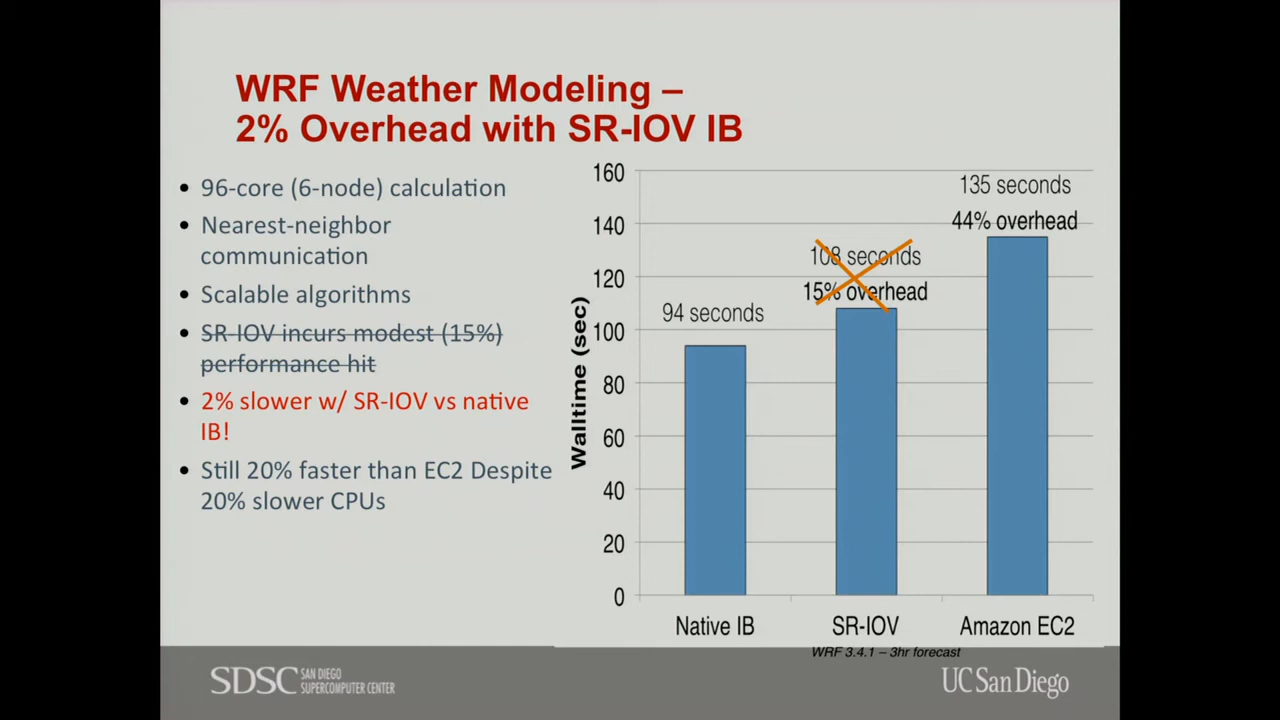 WRF Weather Modeling –
2% Overhead with SR-IOV IB
• 96-core (6-node) calculation
• Nearest-neighbor
communication
• Scalable algorithms
• SR-IOV incurs modest (15%)
performance hit
• 2% slower w/ SR-IOV vs native
IB!
• Still 20% faster than EC2 Despite
20% slower CPUs
Walltime (sec)
160
140
120
100
80
60
40
20
0
94 seconds
108 seconds
15% overhead
135 seconds
44% overhead
Native IB
SR-IOV
Amazon EC2
WRF 3.4.1 – 3hr forecast
SDSC SAN DIEGO
SUPERCOMPUTER CENTER
UC San Diego